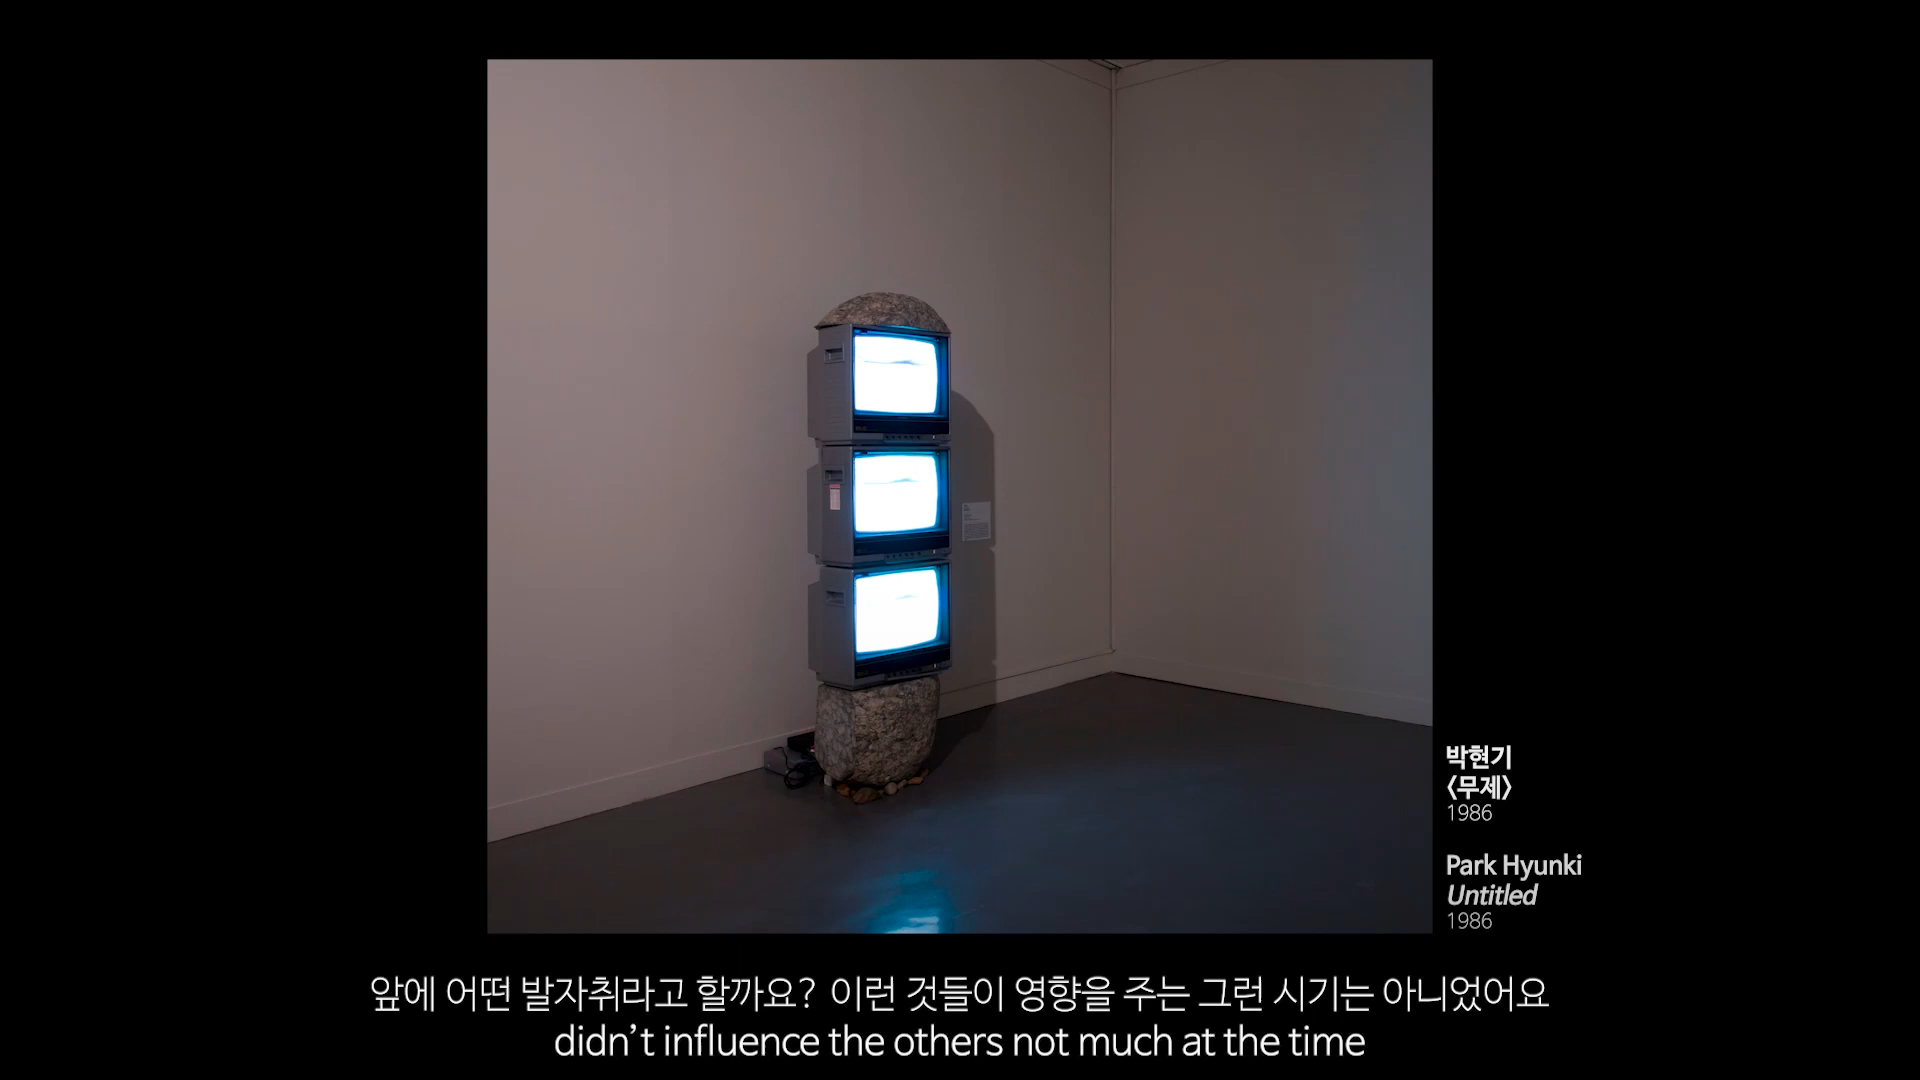 박현기
〈무제〉
1986
Park Hyunki
Untitled
1986
앞에 어떤 발자취라고 할까요? 이런 것들이 영향을 주는 그런 시기는 아니었어요
didn't influence the others not much at the time